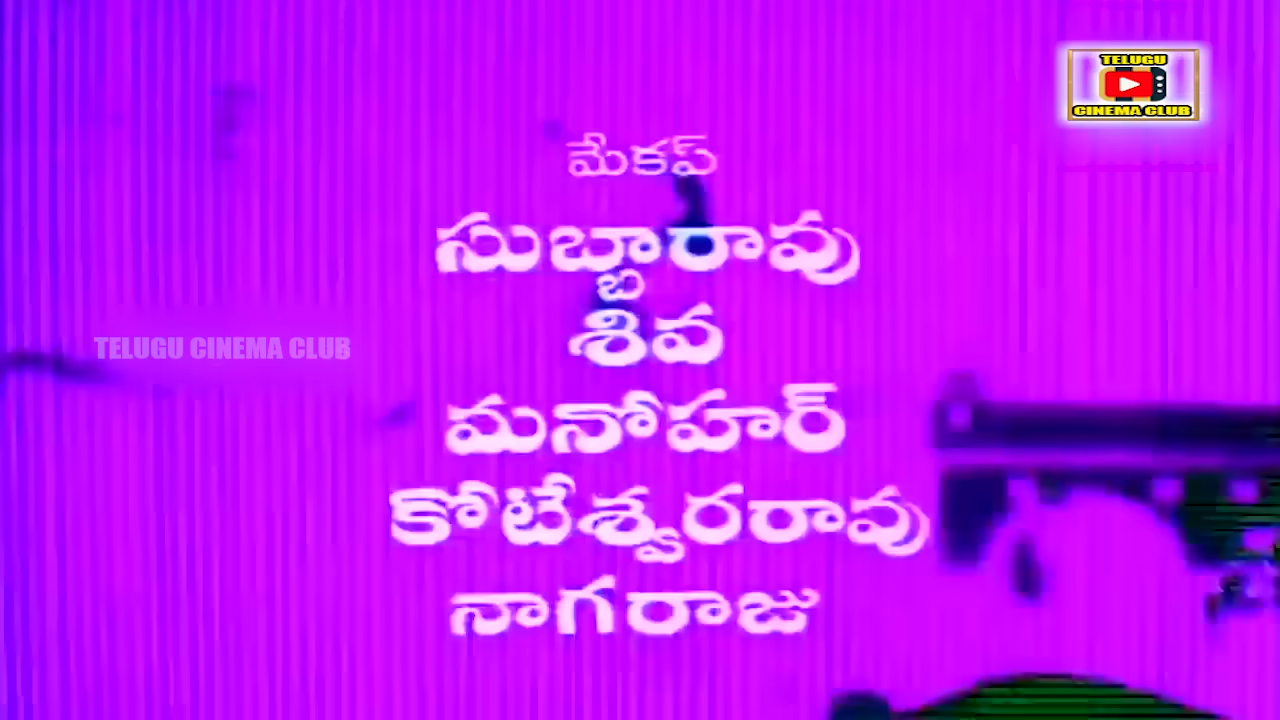 TELUGU
CINEMA CLUB
మేకప్
సుబ్బారావు
శివ
TELUGU CINEMA CLUB
మనోహర్
కోటేశ్వరరావు
నాగరాజు